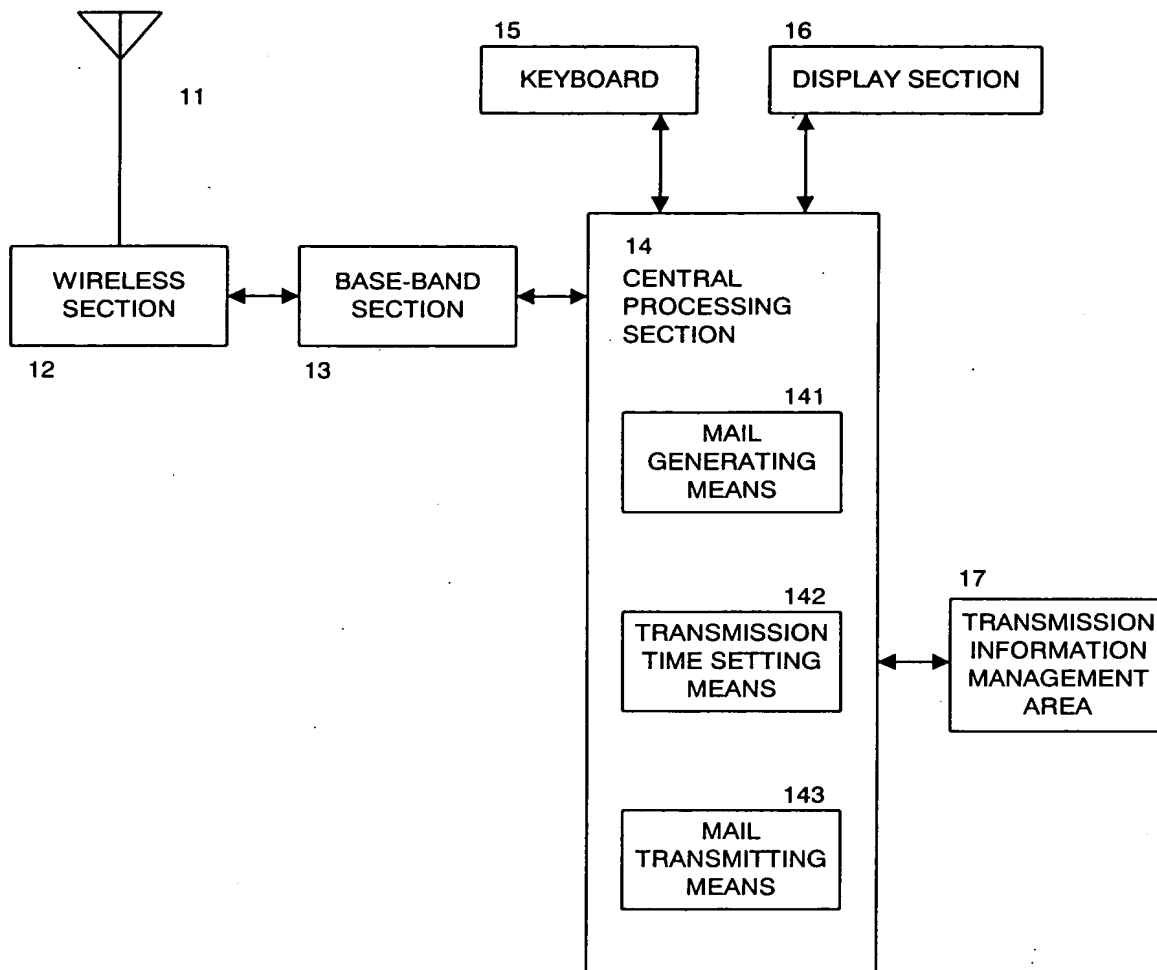 15
16
KEYBOARD
DISPLAY SECTION
11
14
CENTRAL
PROCESSING
SECTION
WIRELESS
SECTION
BASE-BAND
SECTION
12
13
141
MAIL
GENERATING
MEANS
142
TRANSMISSION
TIME SETTING
MEANS
17
TRANSMISSION
INFORMATION
MANAGEMENT
AREA
143
MAIL
TRANSMITTING
MEANS